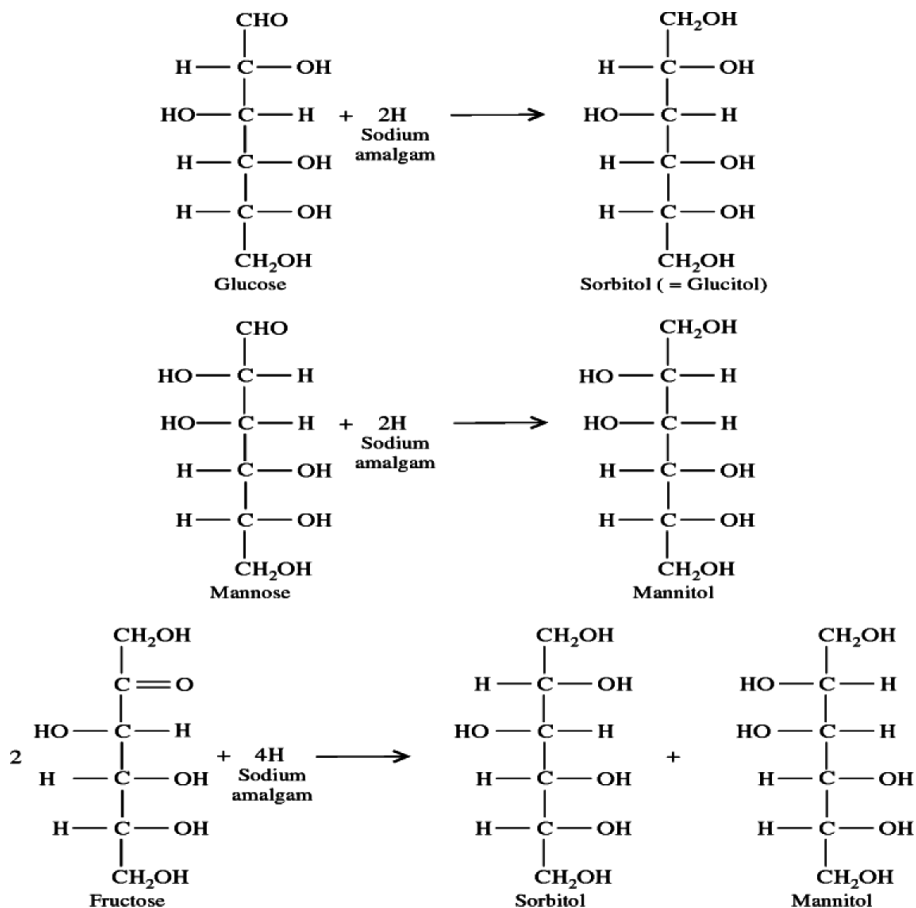 CHO CH₂OH
H — C — OH H — C — OH
HO — C — H + 2H ⟶ HO — C — H
Sodium
amalgam
H — C — OH H — C — OH
H — C — OH H — C — OH
CH₂OH CH₂OH
Glucose Sorbitol ( = Glucitol)
CHO CH₂OH
HO — C — H HO — C — H
HO — C — H + 2H ⟶ HO — C — H
Sodium
amalgam
H — C — OH H — C — OH
H — C — OH H — C — OH
CH₂OH CH₂OH
Mannose Mannitol
CH₂OH CH₂OH CH₂OH
C = O H — C — OH HO — C — H
HO — C — H HO — C — H HO — C — H
2 + 4H ⟶ +
Sodium
amalgam
H — C — OH H — C — OH H — C — OH
H — C — OH H — C — OH H — C — OH
CH₂OH CH₂OH CH₂OH
Fructose Sorbitol Mannitol